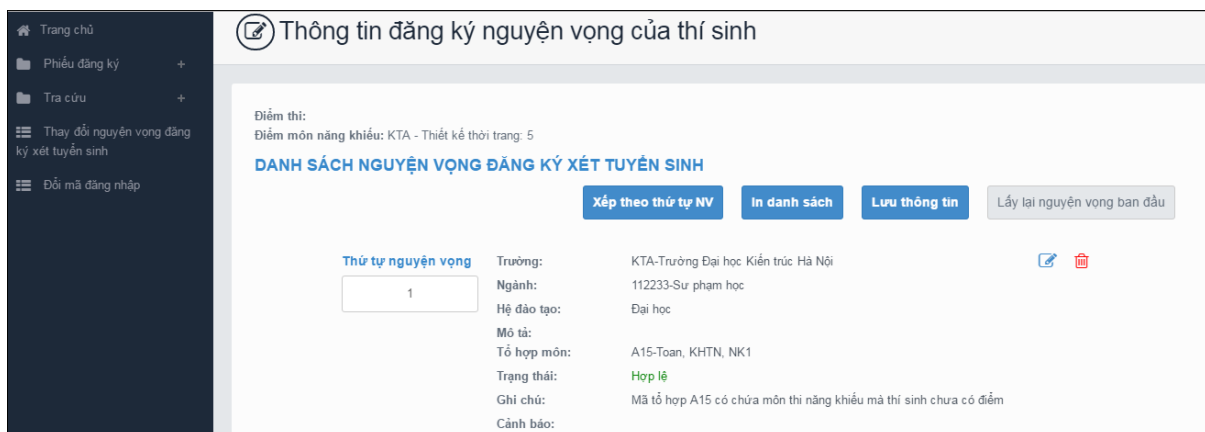 Trang chủ
Phiếu đăng ký +
Tra cứu +
Thay đổi nguyện vọng đăng
ký xét tuyển sinh
Đổi mã đăng nhập
Thông tin đăng ký nguyện vọng của thí sinh
Điểm thi:
Điểm môn năng khiếu: KTA - Thiết kế thời trang: 5
DANH SÁCH NGUYỆN VỌNG ĐĂNG KÝ XÉT TUYỂN SINH
Xếp theo thứ tự NV In danh sách Lưu thông tin Lấy lại nguyện vọng ban đầu
Thứ tự nguyện vọng
1
Trường: KTA-Trường Đại học Kiến trúc Hà Nội
Ngành: 112233-Sư phạm học
Hệ đào tạo: Đại học
Mô tả:
Tổ hợp môn: A15-Toan, KHTN, NK1
Trạng thái: Hợp lệ
Ghi chú: Mã tổ hợp A15 có chứa môn thi năng khiếu mà thí sinh chưa có điểm
Cảnh báo: